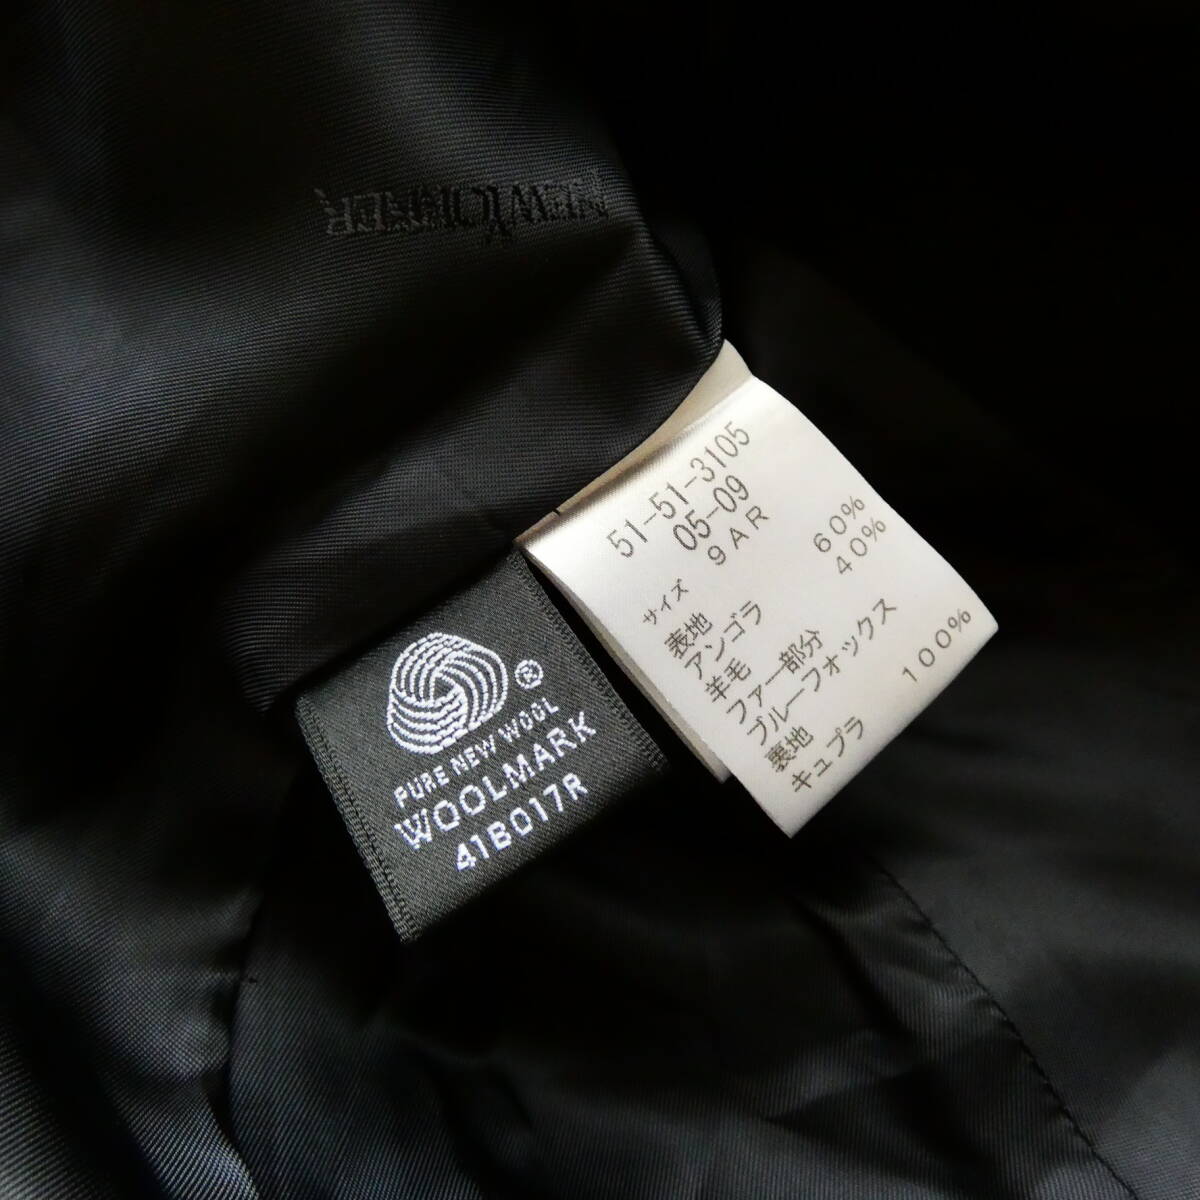 NEWYORKER
51-51-3105
05-09
サイズ 9AR
表地
アンゴラ 60%
羊毛 40%
ファー部分
ブルーフォックス
裏地
キュプラ 100%
®
PURE NEW WOOL
WOOLMARK
41B017R